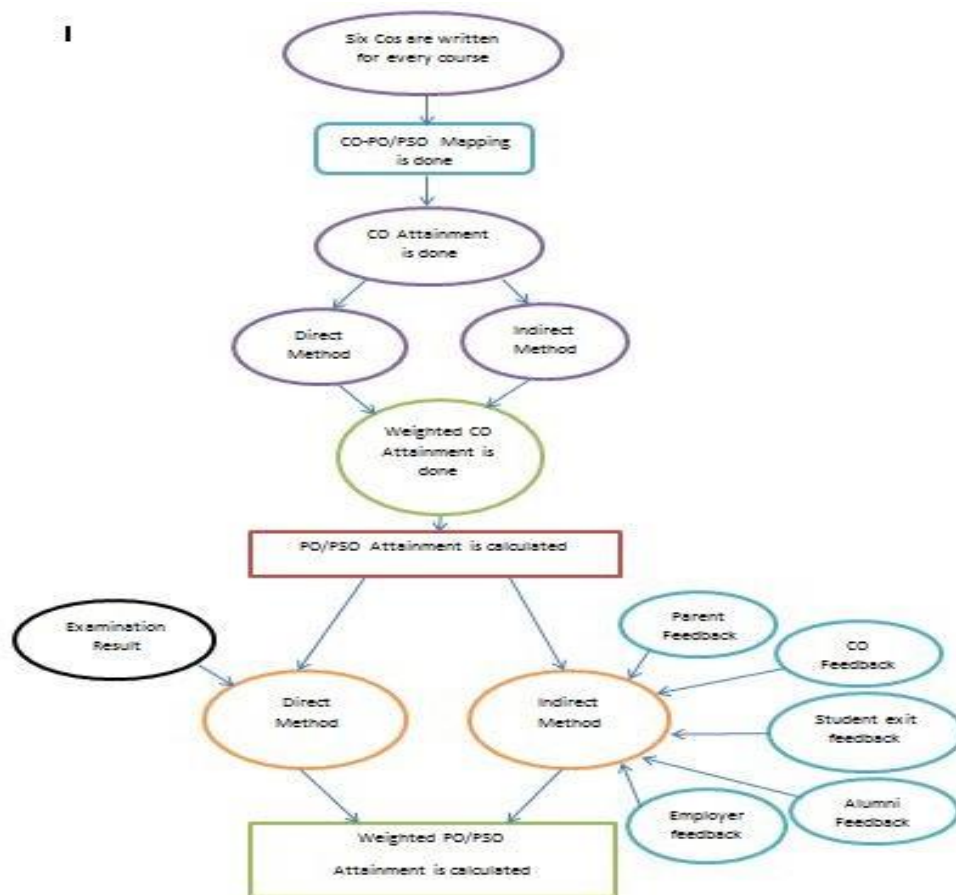 I
Six Cos are written
for every course
CO-PO/PSO Mapping
is done
CO Attainment
is done
Direct
Method
Indirect
Method
Weighted CO
Attainment is
done
PO/PSO Attainment is calculated
Examination
Result
Parent
Feedback
CO
Feedback
Direct
Method
Indirect
Method
Student exit
feedback
Employer
feedback
Alumni
Feedback
Weighted PO/PSO
Attainment is calculated